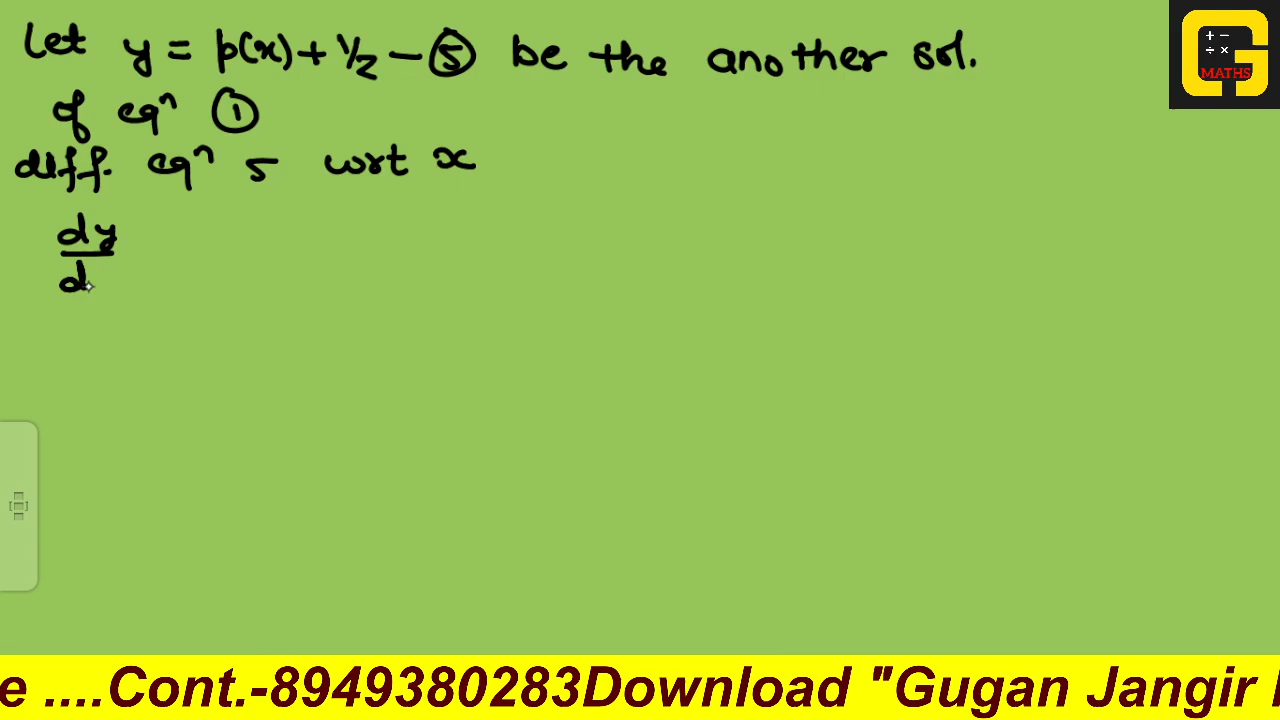 Let y = p(x) + 1/2 - ⑤ be the another sol.
of eqⁿ ①
diff. eqⁿ 5 wrt x
dy
d
+ -
÷ ×
MATHS
e ....Cont.-8949380283Download "Gugan Jangir